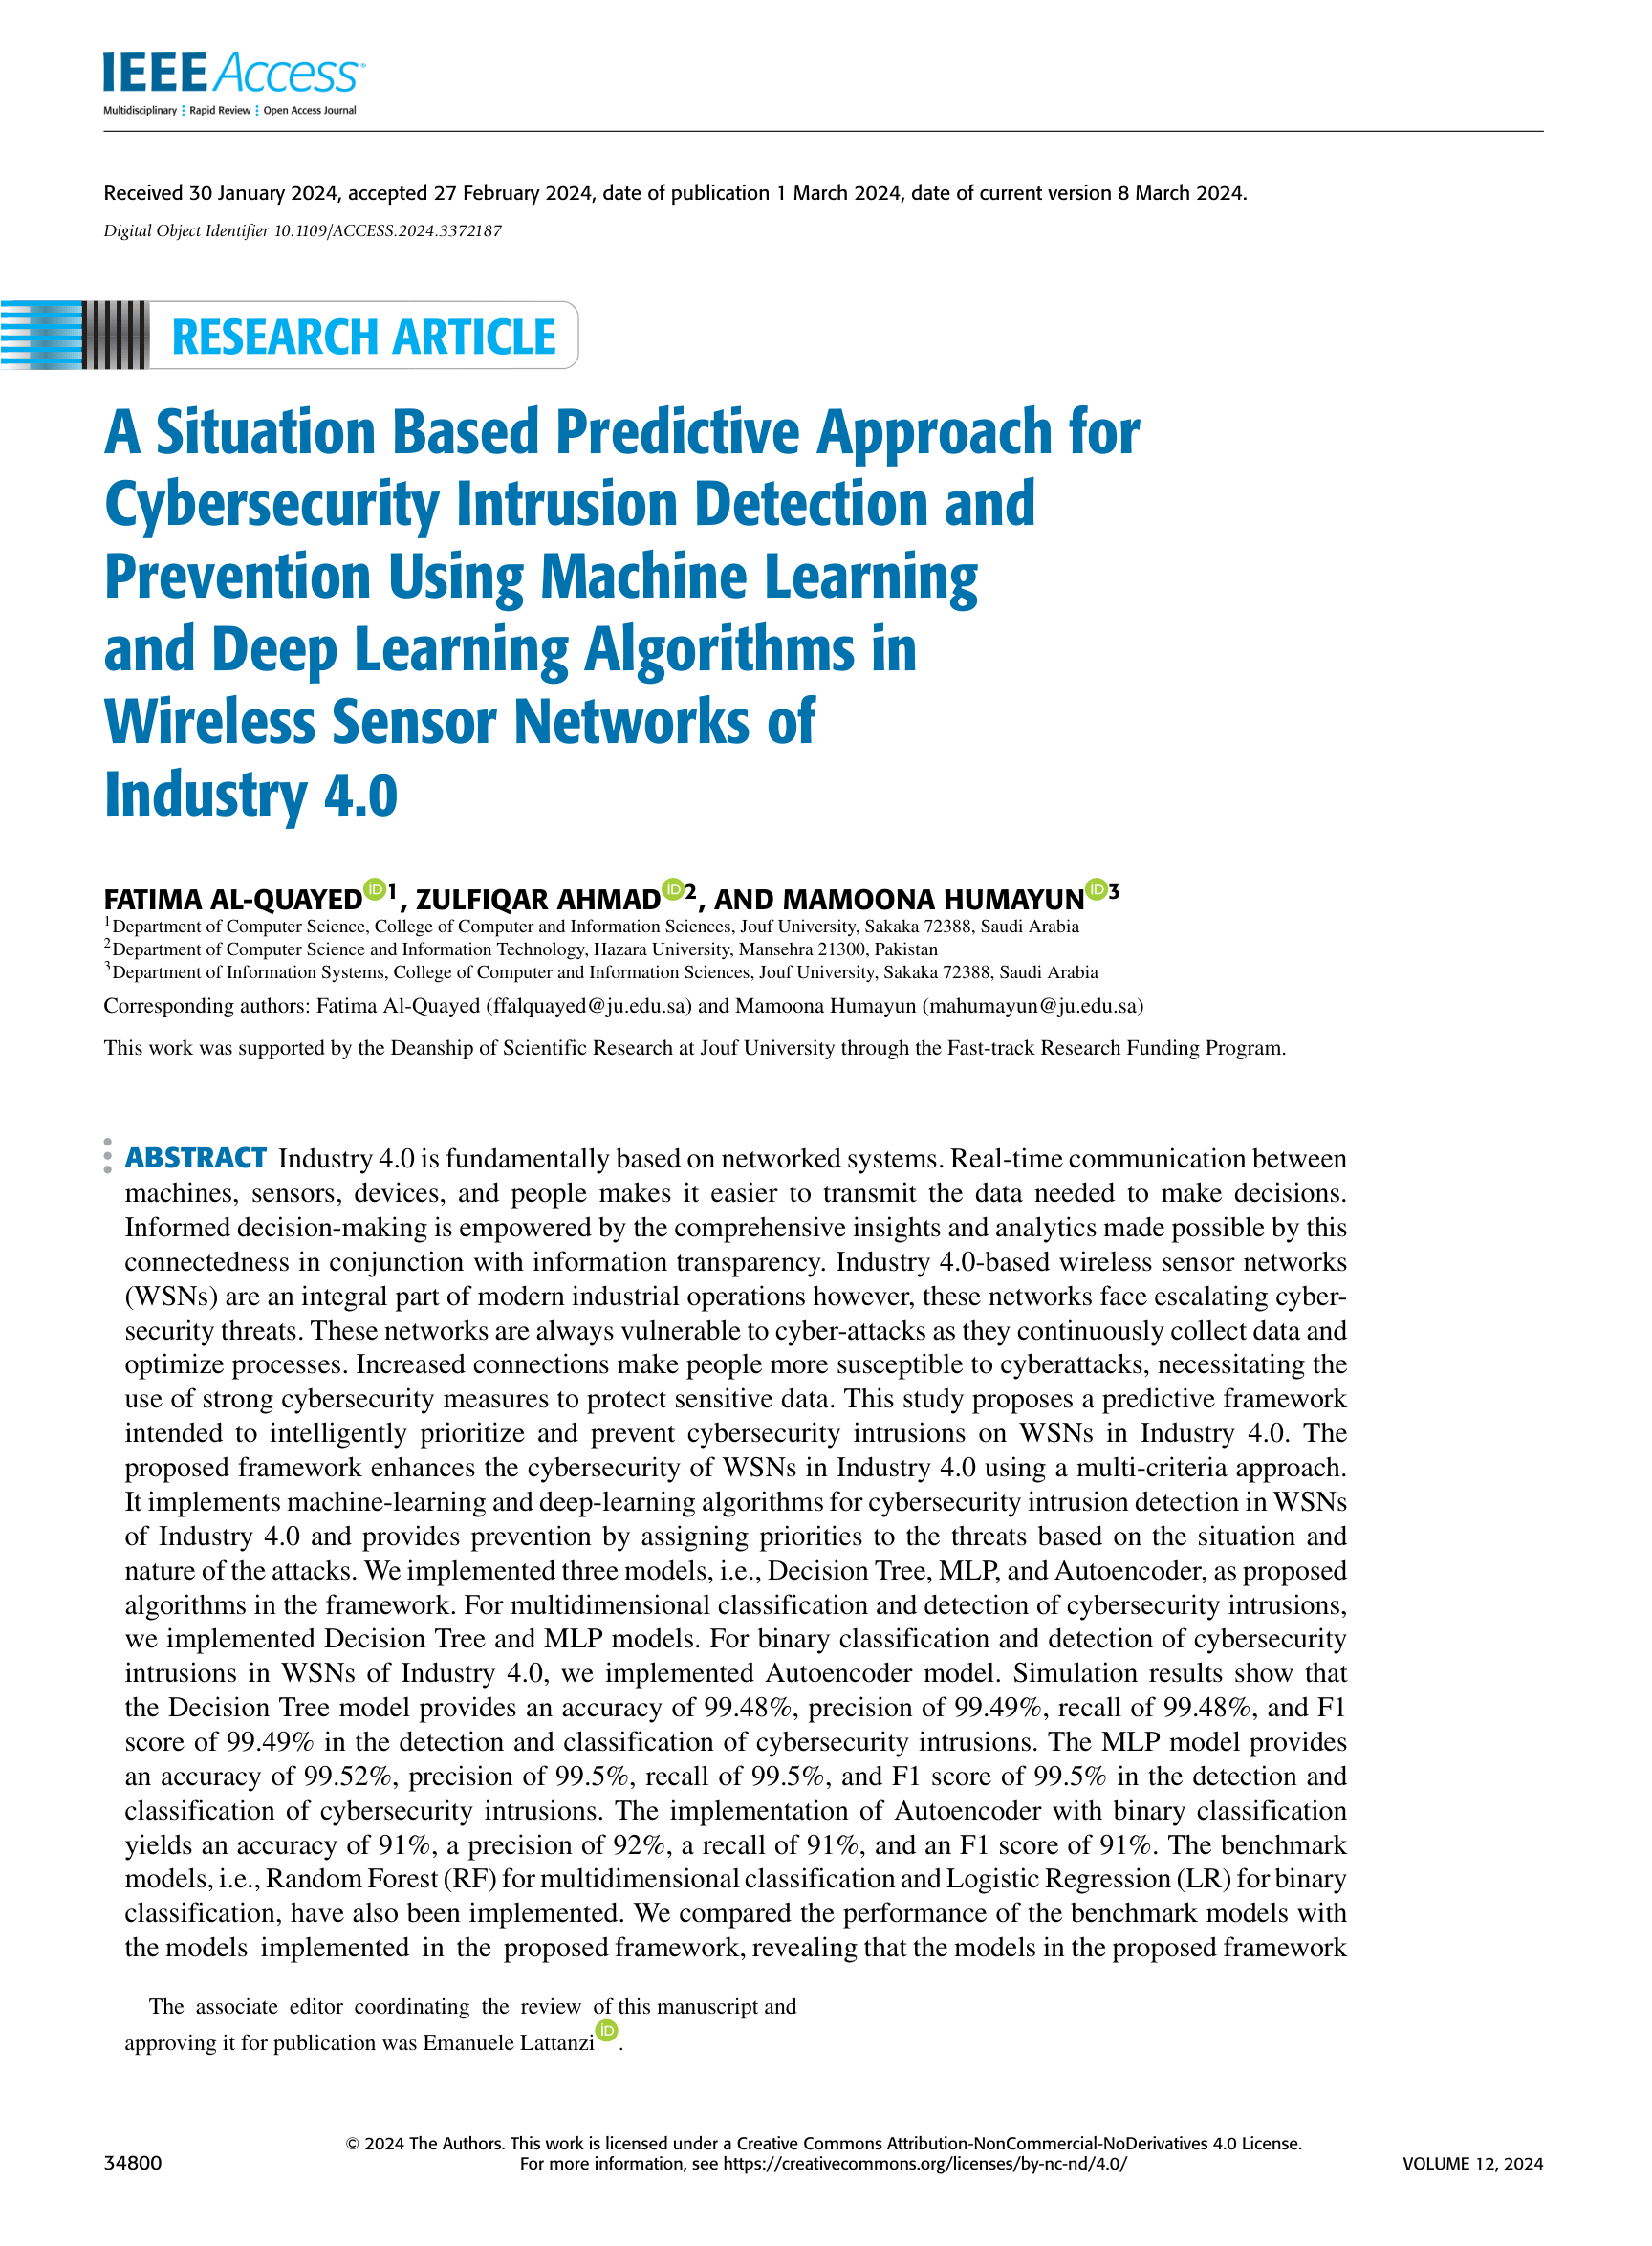 IEEE Access
Multidisciplinary Rapid Review Open Access Journal
Received 30 January 2024, accepted 27 February 2024, date of publication 1 March 2024, date of current version 8 March 2024.
Digital Object Identifier 10.1109/ACCESS.2024.3372187
RESEARCH ARTICLE
A Situation Based Predictive Approach for
Cybersecurity Intrusion Detection and
Prevention Using Machine Learning
and Deep Learning Algorithms in
Wireless Sensor Networks of
Industry 4.0
FATIMA AL-QUAYED iD 1, ZULFIQAR AHMAD iD 2, AND MAMOONA HUMAYUN iD 3
1Department of Computer Science, College of Computer and Information Sciences, Jouf University, Sakaka 72388, Saudi Arabia
2Department of Computer Science and Information Technology, Hazara University, Mansehra 21300, Pakistan
3Department of Information Systems, College of Computer and Information Sciences, Jouf University, Sakaka 72388, Saudi Arabia
Corresponding authors: Fatima Al-Quayed (ffalquayed@ju.edu.sa) and Mamoona Humayun (mahumayun@ju.edu.sa)
This work was supported by the Deanship of Scientific Research at Jouf University through the Fast-track Research Funding Program.
ABSTRACT Industry 4.0 is fundamentally based on networked systems. Real-time communication between
machines, sensors, devices, and people makes it easier to transmit the data needed to make decisions.
Informed decision-making is empowered by the comprehensive insights and analytics made possible by this
connectedness in conjunction with information transparency. Industry 4.0-based wireless sensor networks
(WSNs) are an integral part of modern industrial operations however, these networks face escalating cyber-
security threats. These networks are always vulnerable to cyber-attacks as they continuously collect data and
optimize processes. Increased connections make people more susceptible to cyberattacks, necessitating the
use of strong cybersecurity measures to protect sensitive data. This study proposes a predictive framework
intended to intelligently prioritize and prevent cybersecurity intrusions on WSNs in Industry 4.0. The
proposed framework enhances the cybersecurity of WSNs in Industry 4.0 using a multi-criteria approach.
It implements machine-learning and deep-learning algorithms for cybersecurity intrusion detection in WSNs
of Industry 4.0 and provides prevention by assigning priorities to the threats based on the situation and
nature of the attacks. We implemented three models, i.e., Decision Tree, MLP, and Autoencoder, as proposed
algorithms in the framework. For multidimensional classification and detection of cybersecurity intrusions,
we implemented Decision Tree and MLP models. For binary classification and detection of cybersecurity
intrusions in WSNs of Industry 4.0, we implemented Autoencoder model. Simulation results show that
the Decision Tree model provides an accuracy of 99.48%, precision of 99.49%, recall of 99.48%, and F1
score of 99.49% in the detection and classification of cybersecurity intrusions. The MLP model provides
an accuracy of 99.52%, precision of 99.5%, recall of 99.5%, and F1 score of 99.5% in the detection and
classification of cybersecurity intrusions. The implementation of Autoencoder with binary classification
yields an accuracy of 91%, a precision of 92%, a recall of 91%, and an F1 score of 91%. The benchmark
models, i.e., Random Forest (RF) for multidimensional classification and Logistic Regression (LR) for binary
classification, have also been implemented. We compared the performance of the benchmark models with
the models implemented in the proposed framework, revealing that the models in the proposed framework
The associate editor coordinating the review of this manuscript and
approving it for publication was Emanuele Lattanzi iD .
© 2024 The Authors. This work is licensed under a Creative Commons Attribution-NonCommercial-NoDerivatives 4.0 License.
34800 For more information, see https://creativecommons.org/licenses/by-nc-nd/4.0/ VOLUME 12, 2024